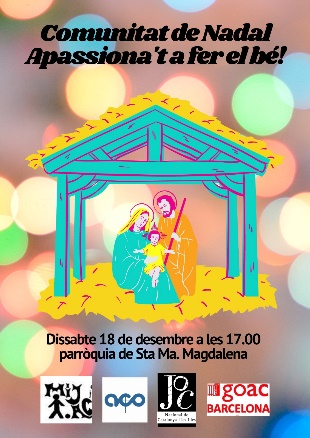 Comunitat de Nadal
Apassiona't a fer el bé!
Dissabte 18 de desembre a les 17.00
parròquia de Sta Ma. Magdalena
MIJAC
aco
JOC
goac
BARCELONA